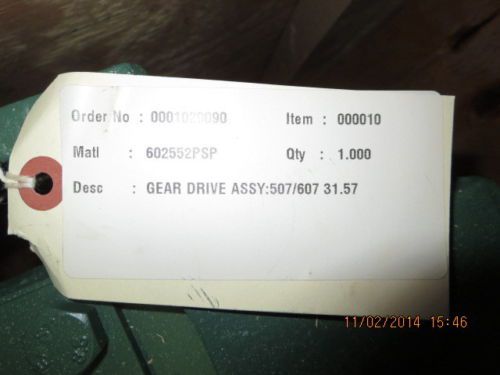 Order No : 0001020090 Item : 000010
Matl : 602552PSP Qty : 1.000
Desc : GEAR DRIVE ASSY:507/607 31.57
11/02/2014 15:46